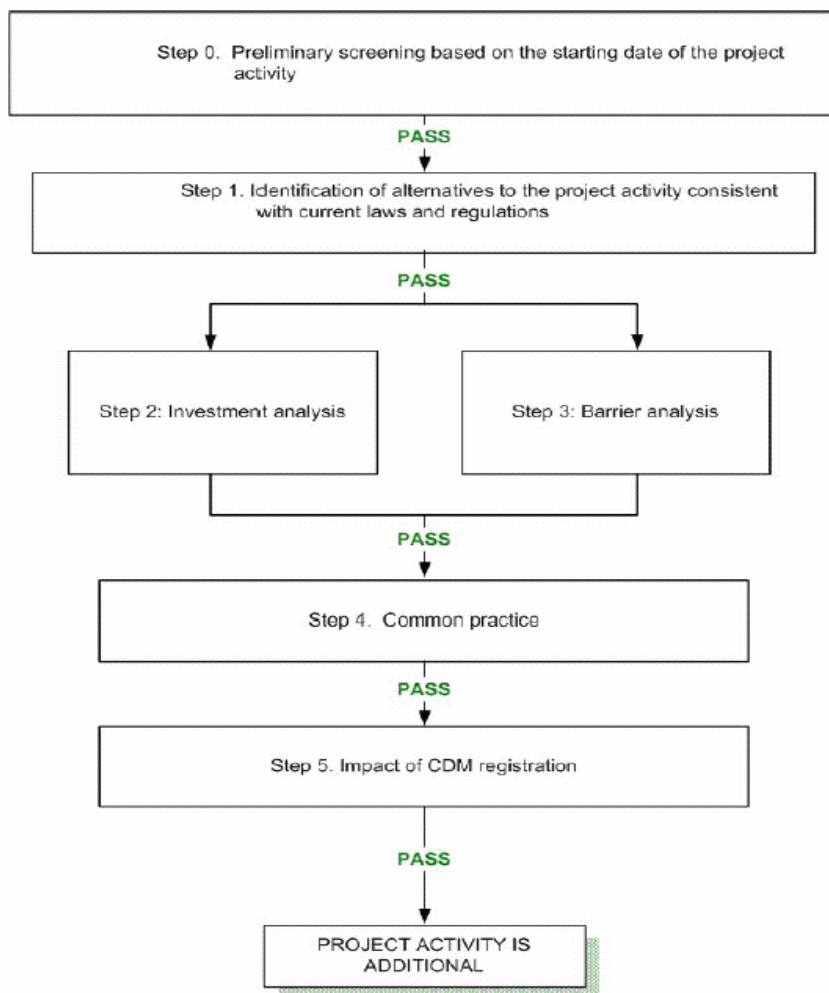 Step 0. Preliminary screening based on the starting date of the project
activity
PASS
Step 1. Identification of alternatives to the project activity consistent
with current laws and regulations
PASS
Step 2: Investment analysis
Step 3: Barrier analysis
PASS
Step 4. Common practice
PASS
Step 5. Impact of CDM registration
PASS
PROJECT ACTIVITY IS
ADDITIONAL